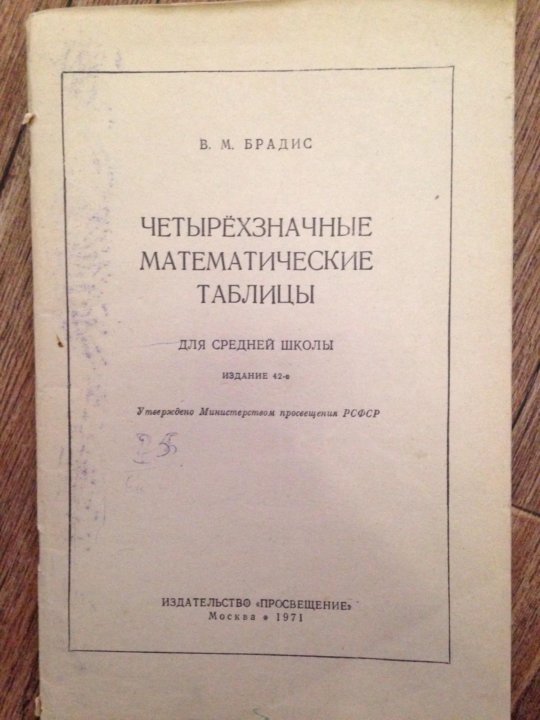 В. М. БРАДИС
ЧЕТЫРЁХЗНАЧНЫЕ
МАТЕМАТИЧЕСКИЕ
ТАБЛИЦЫ
ДЛЯ СРЕДНЕЙ ШКОЛЫ
ИЗДАНИЕ 42-е
Утверждено Министерством просвещения РСФСР
ИЗДАТЕЛЬСТВО «ПРОСВЕЩЕНИЕ»
Москва • 1971